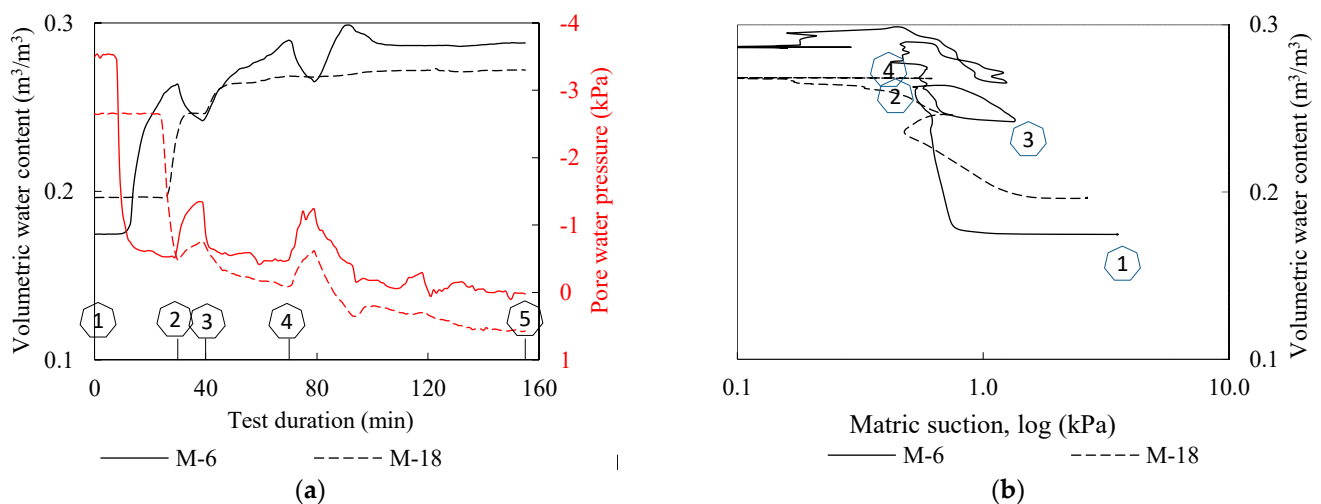 0.3
0.2
0.1
Volumetric water content (m³/m³)
-4
-3
-2
-1
0
1
Pore water pressure (kPa)
1
2
3
4
5
0 40 80 120 160
Test duration (min)
M-6 M-18
(a)
4
2
3
1
0.3
0.2
0.1
Volumetric water content (m³/m³)
0.1 1.0 10.0
Matric suction, log (kPa)
M-6 M-18
(b)